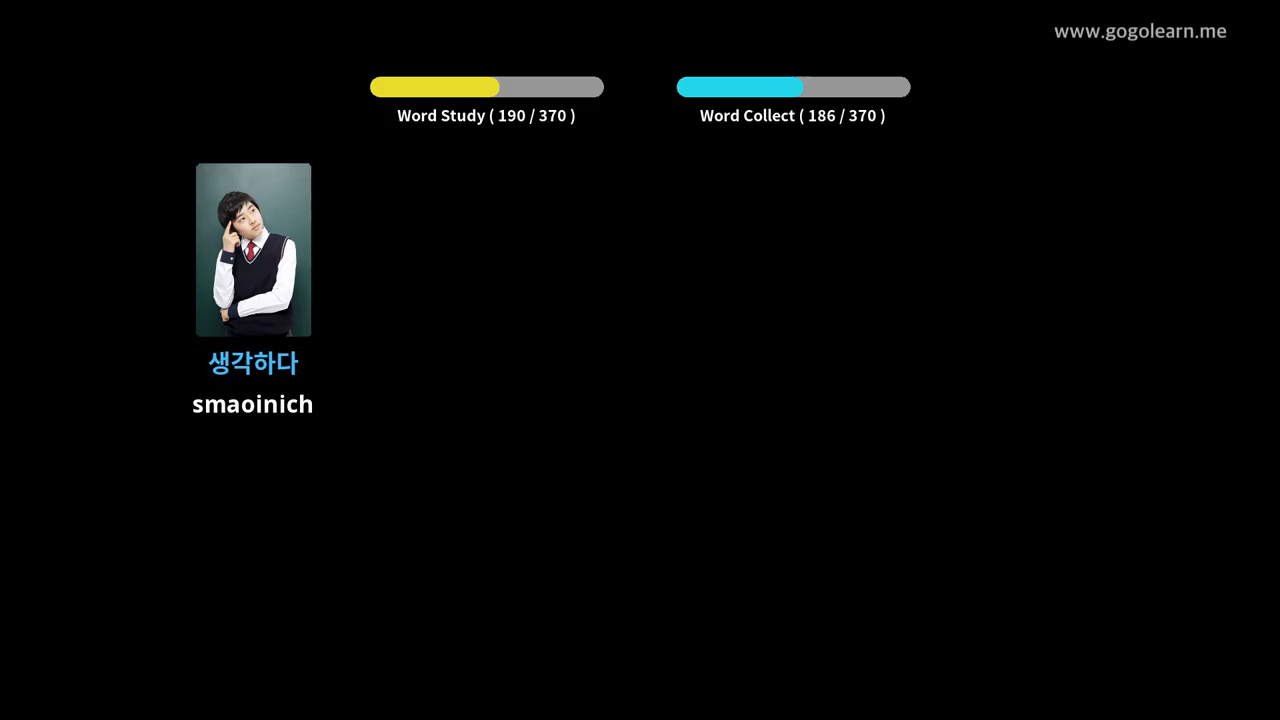 www.gogolearn.me
Word Study ( 190 / 370 )
Word Collect ( 186 / 370 )
생각하다
smaoinich